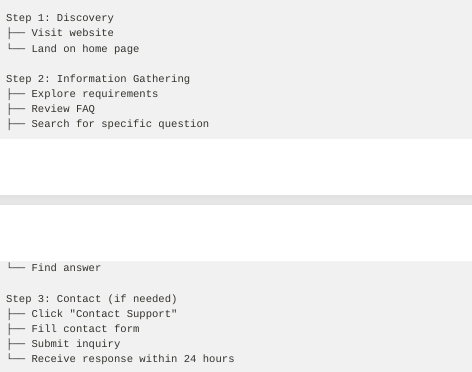 Step 1: Discovery
├── Visit website
└── Land on home page
Step 2: Information Gathering
├── Explore requirements
├── Review FAQ
├── Search for specific question
└── Find answer
Step 3: Contact (if needed)
├── Click "Contact Support"
├── Fill contact form
├── Submit inquiry
└── Receive response within 24 hours